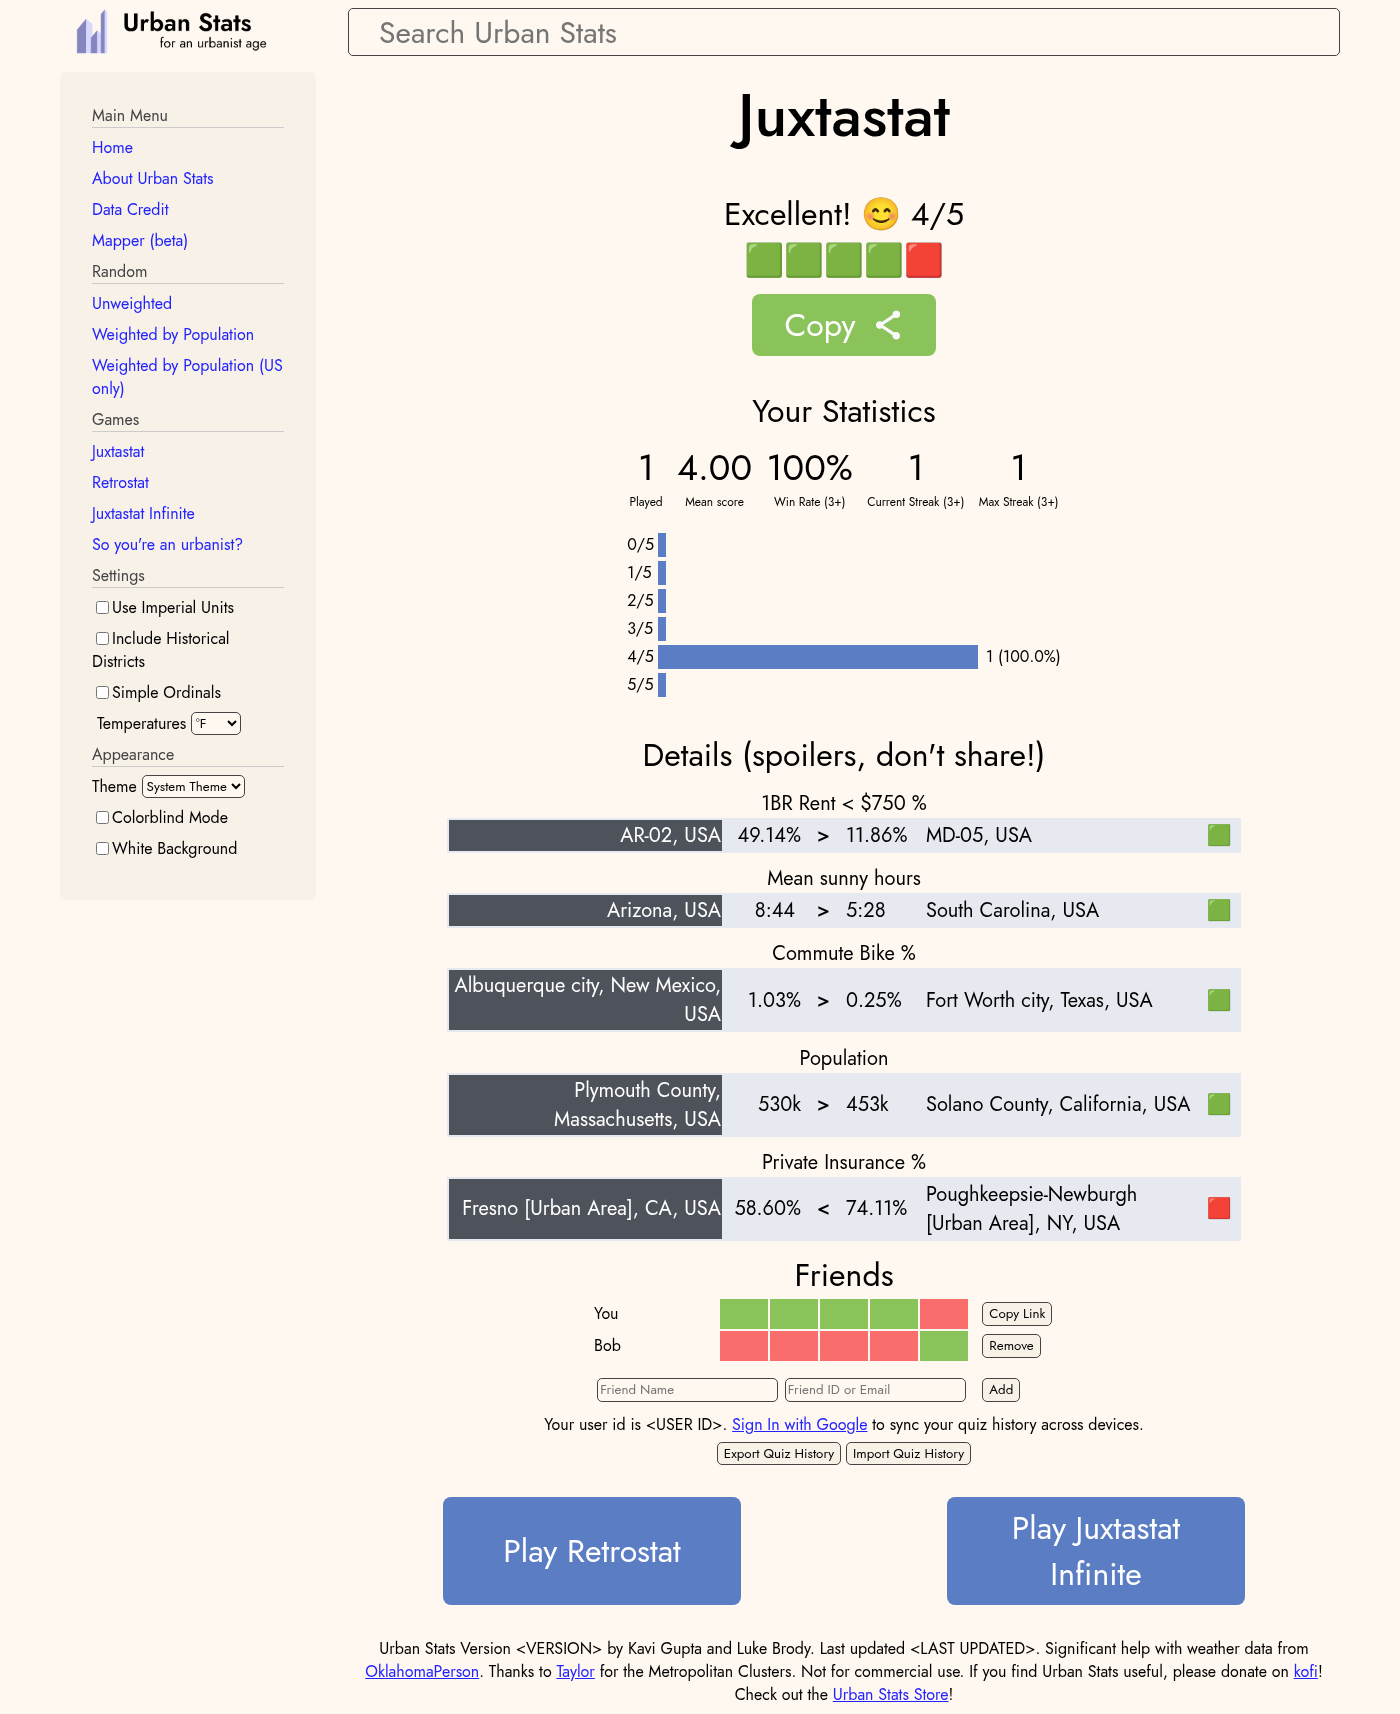 Urban Stats
for an urbanist age
Search Urban Stats
Main Menu
Home
About Urban Stats
Data Credit
Mapper (beta)
Random
Unweighted
Weighted by Population
Weighted by Population (US
only)
Games
Juxtastat
Retrostat
Juxtastat Infinite
So you're an urbanist?
Settings
Use Imperial Units
Include Historical
Districts
Simple Ordinals
Temperatures °F
Appearance
Theme System Theme
Colorblind Mode
White Background
Juxtastat
Excellent! 😊 4/5
🟩🟩🟩🟩🟥
Copy
Your Statistics
1 4.00 100% 1 1
Played Mean score Win Rate (3+) Current Streak (3+) Max Streak (3+)
0/5
1/5
2/5
3/5
4/5 1 (100.0%)
5/5
Details (spoilers, don't share!)
1BR Rent < $750 %
AR-02, USA 49.14% > 11.86% MD-05, USA 🟩
Mean sunny hours
Arizona, USA 8:44 > 5:28 South Carolina, USA 🟩
Commute Bike %
Albuquerque city, New Mexico,
USA 1.03% > 0.25% Fort Worth city, Texas, USA 🟩
Population
Plymouth County,
Massachusetts, USA 530k > 453k Solano County, California, USA 🟩
Private Insurance %
Fresno [Urban Area], CA, USA 58.60% < 74.11% Poughkeepsie-Newburgh
[Urban Area], NY, USA 🟥
Friends
You Copy Link
Bob Remove
Friend Name Friend ID or Email Add
Your user id is <USER ID>. Sign In with Google to sync your quiz history across devices.
Export Quiz History Import Quiz History
Play Retrostat
Play Juxtastat
Infinite
Urban Stats Version <VERSION> by Kavi Gupta and Luke Brody. Last updated <LAST UPDATED>. Significant help with weather data from
OklahomaPerson. Thanks to Taylor for the Metropolitan Clusters. Not for commercial use. If you find Urban Stats useful, please donate on kofi!
Check out the Urban Stats Store!